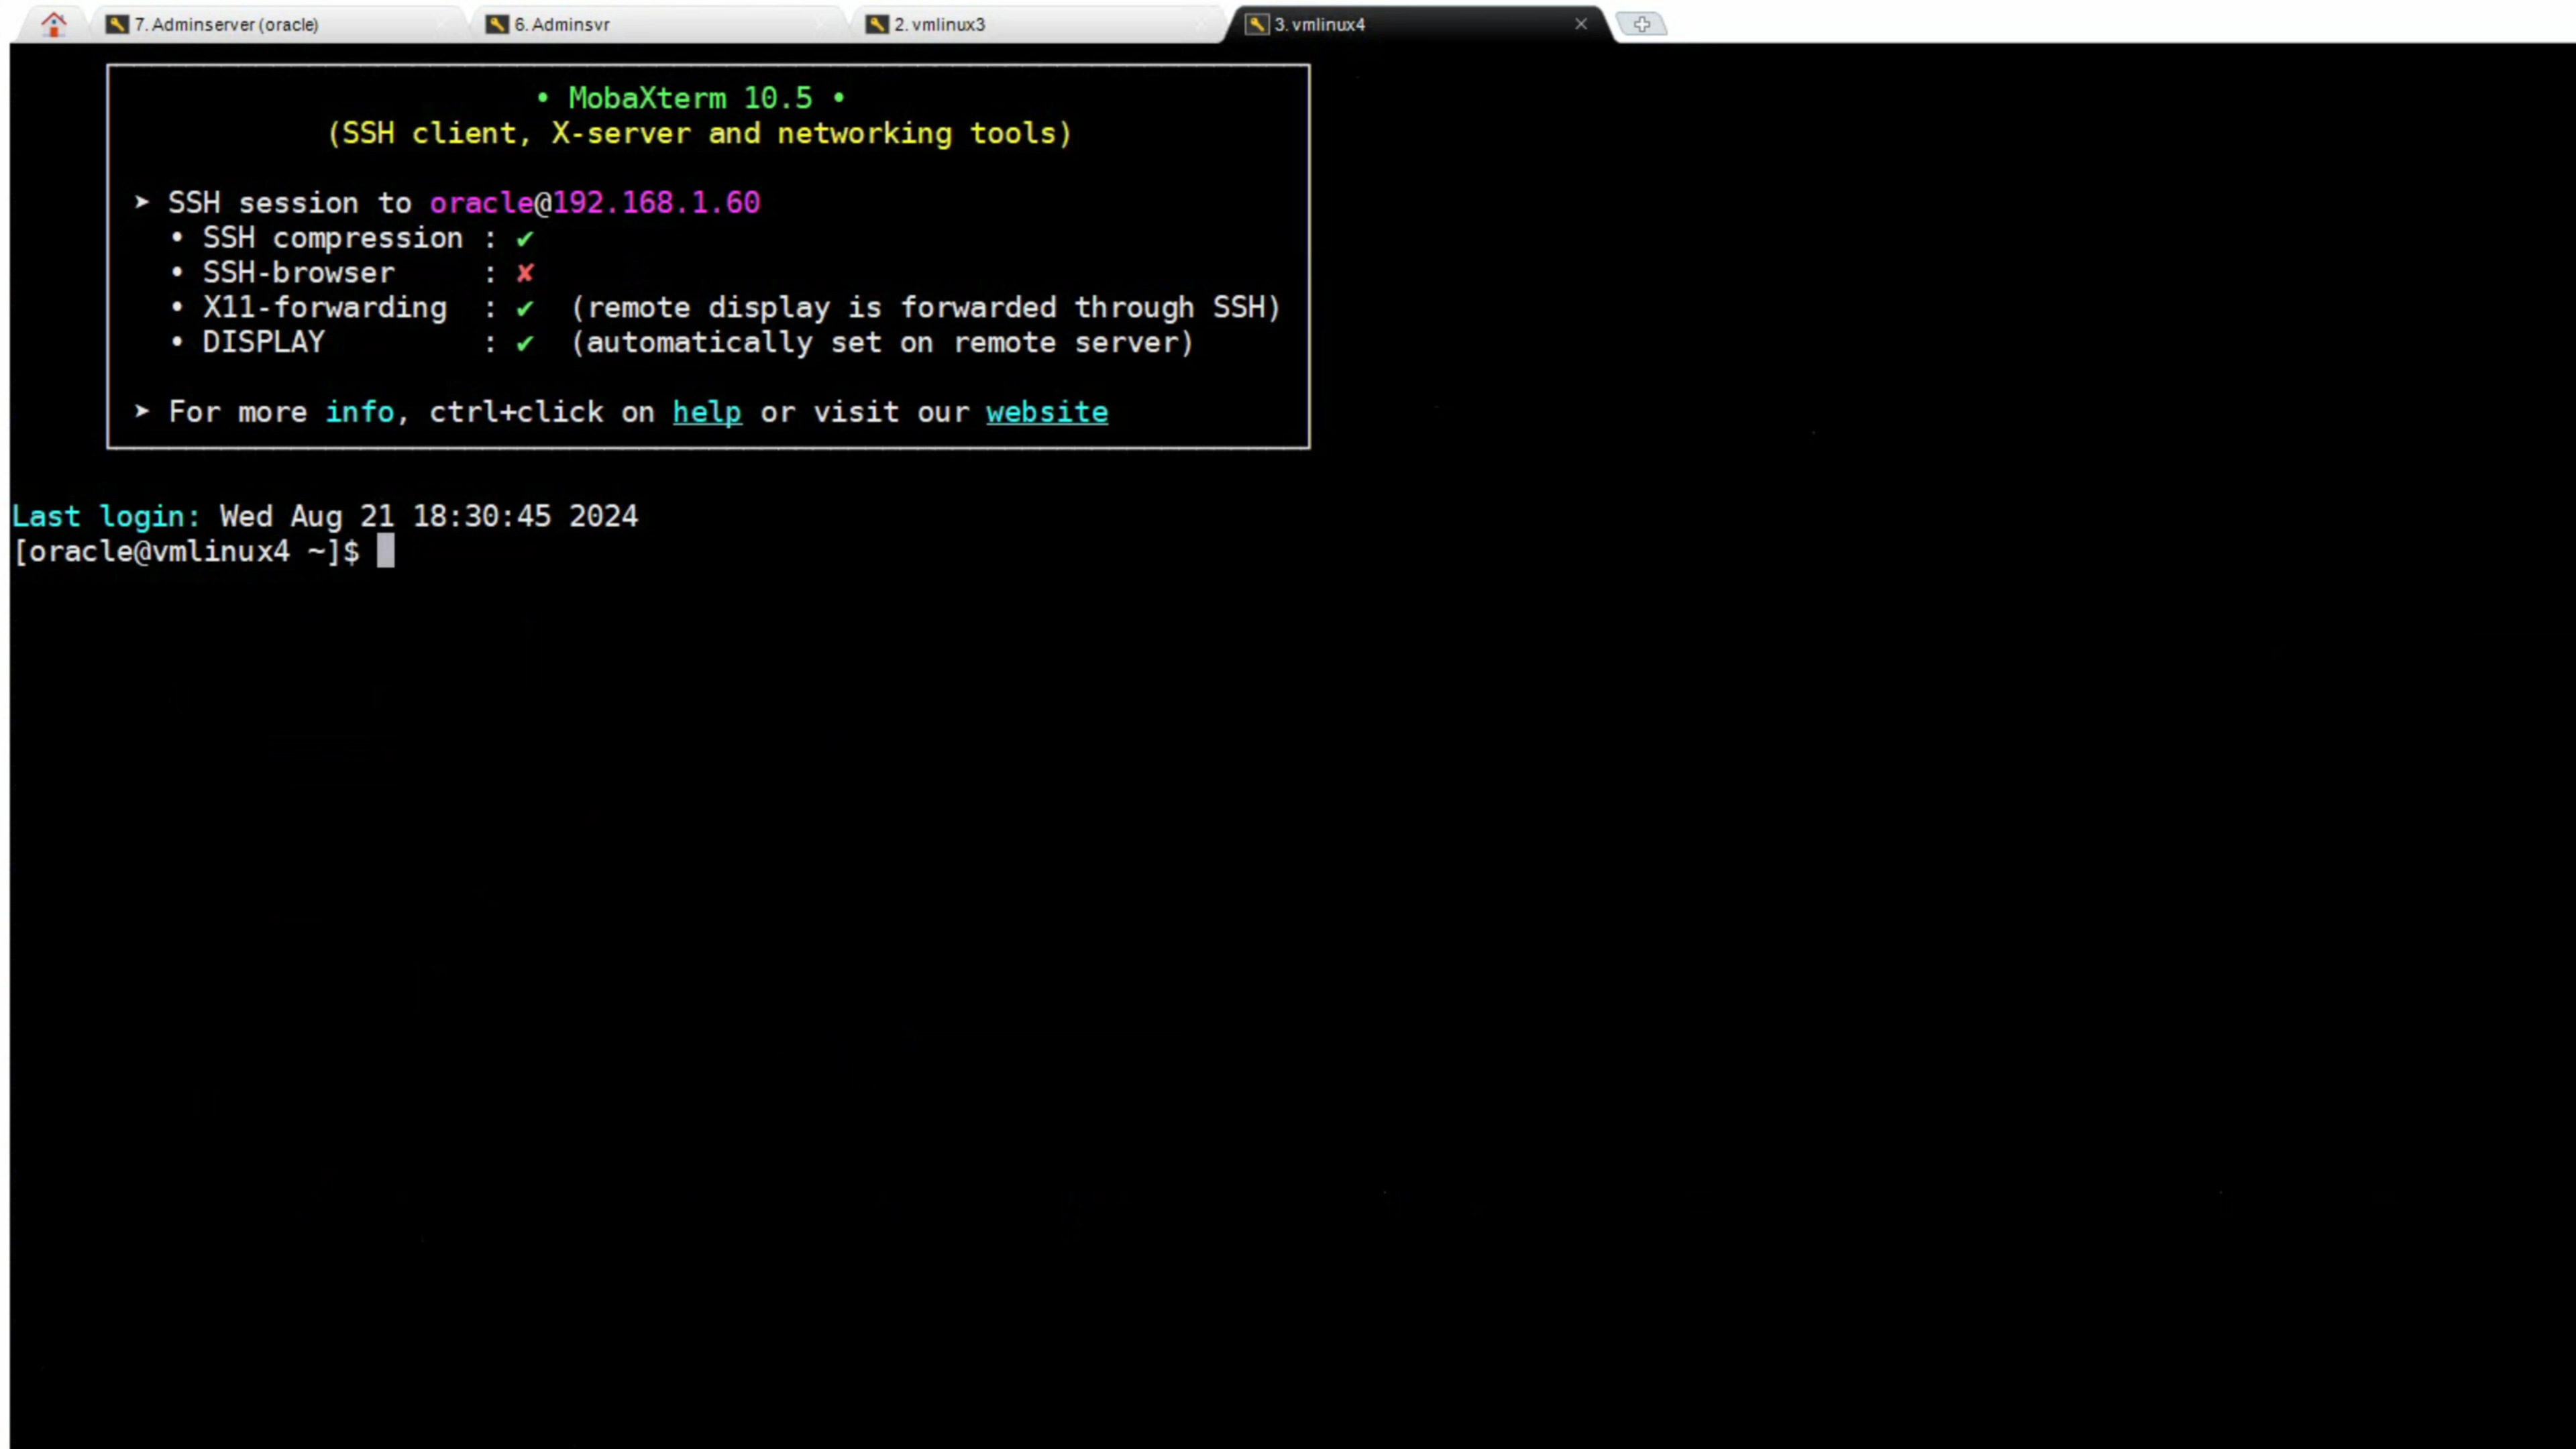 7. Adminserver (oracle)
6. Adminsvr
2. vmlinux3
3. vmlinux4
• MobaXterm 10.5 •
(SSH client, X-server and networking tools)
➤ SSH session to oracle@192.168.1.60
• SSH compression : ✔
• SSH-browser : ✘
• X11-forwarding : ✔ (remote display is forwarded through SSH)
• DISPLAY : ✔ (automatically set on remote server)
➤ For more info, ctrl+click on help or visit our website
Last login: Wed Aug 21 18:30:45 2024
[oracle@vmlinux4 ~]$